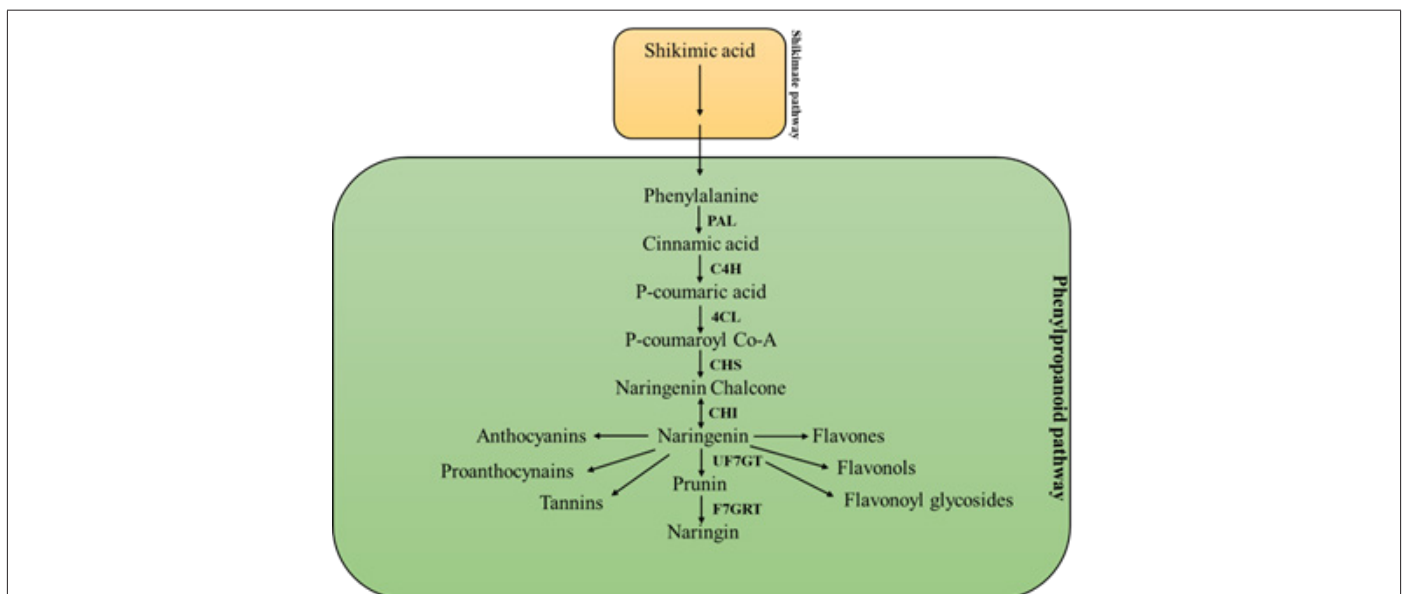 Shikimic acid
Shikimate pathway
Phenylalanine
PAL
Cinnamic acid
C4H
P-coumaric acid
4CL
P-coumaroyl Co-A
CHS
Naringenin Chalcone
CHI
Anthocyanins
Naringenin
Flavones
Proanthocynains
UF7GT
Flavonols
Prunin
Tannins
Flavonoyl glycosides
F7GRT
Naringin
Phenylpropanoid pathway